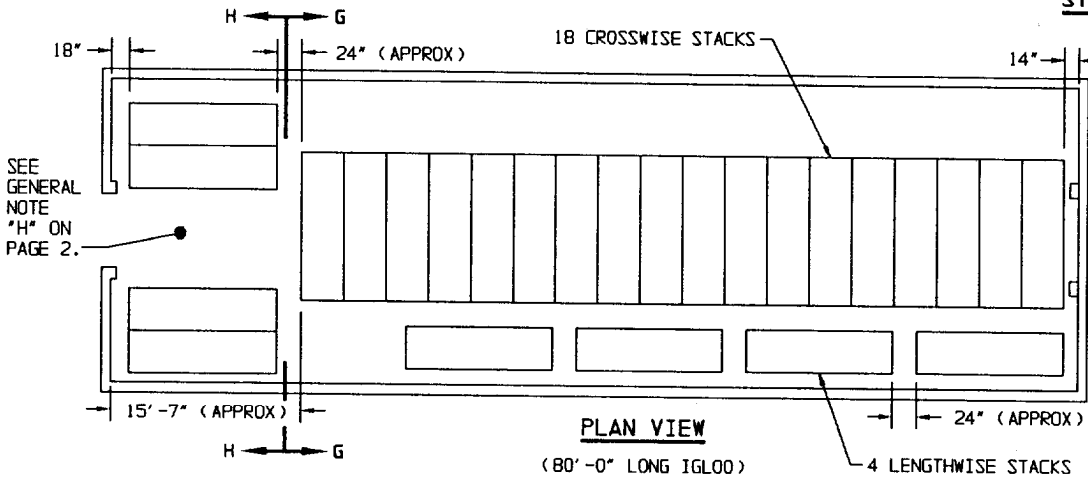 ST
H G
18"
24" (APPROX)
18 CROSSWISE STACKS
14"
SEE
GENERAL
NOTE
"H" ON
PAGE 2.
15'-7" (APPROX)
PLAN VIEW
24" (APPROX)
H G
(80'-0" LONG IGLOO)
4 LENGTHWISE STACKS